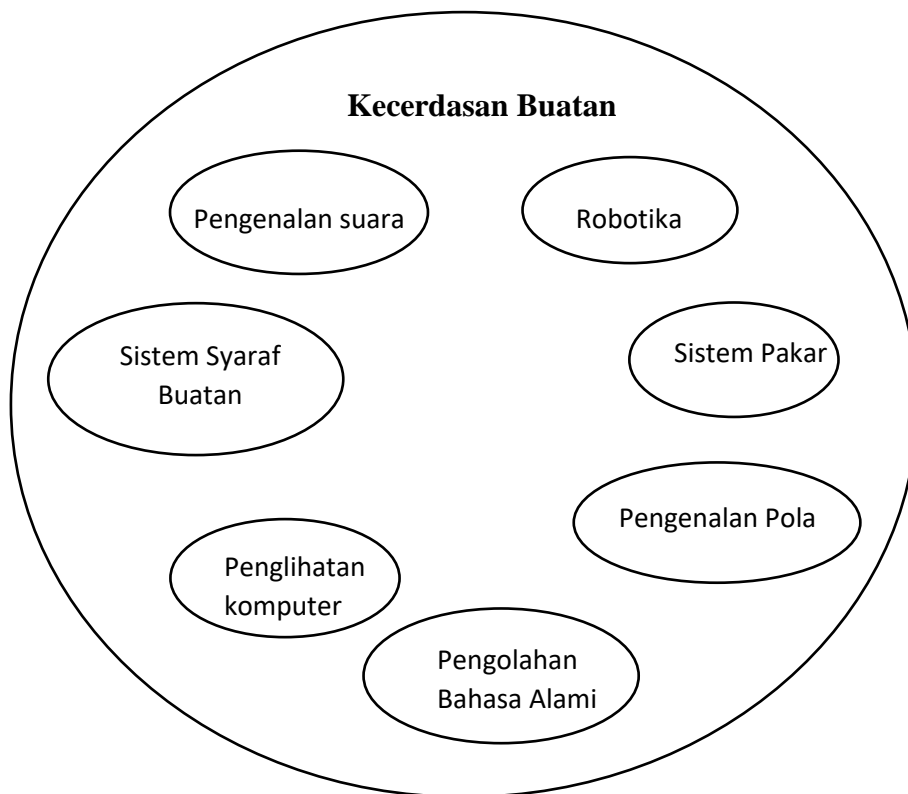 Kecerdasan Buatan
Pengenalan suara
Robotika
Sistem Syaraf
Buatan
Sistem Pakar
Pengenalan Pola
Penglihatan
komputer
Pengolahan
Bahasa Alami